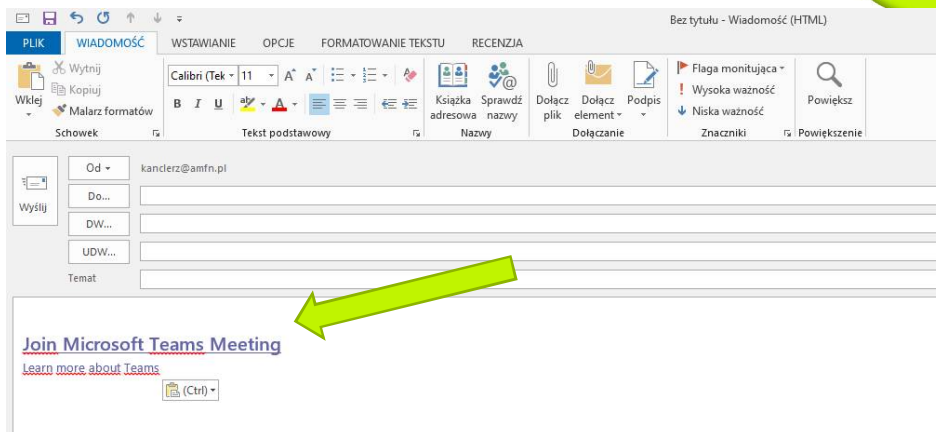 Bez tytułu - Wiadomość (HTML)
PLIK WIADOMOŚĆ WSTAWIANIE OPCJE FORMATOWANIE TEKSTU RECENZJA
Wklej
Wytnij
Kopiuj
Malarz formatów
Schowek
Calibri (Tek 11
B I U
Tekst podstawowy
Książka adresowa
Sprawdź nazwy
Nazwy
Dołącz plik
Dołącz element
Podpis
Dołączanie
Flaga monitująca
Wysoka ważność
Niska ważność
Znaczniki
Powiększ
Powiększenie
Wyślij
Od kanclerz@amfn.pl
Do...
DW...
UDW...
Temat
Join Microsoft Teams Meeting
Learn more about Teams
(Ctrl)